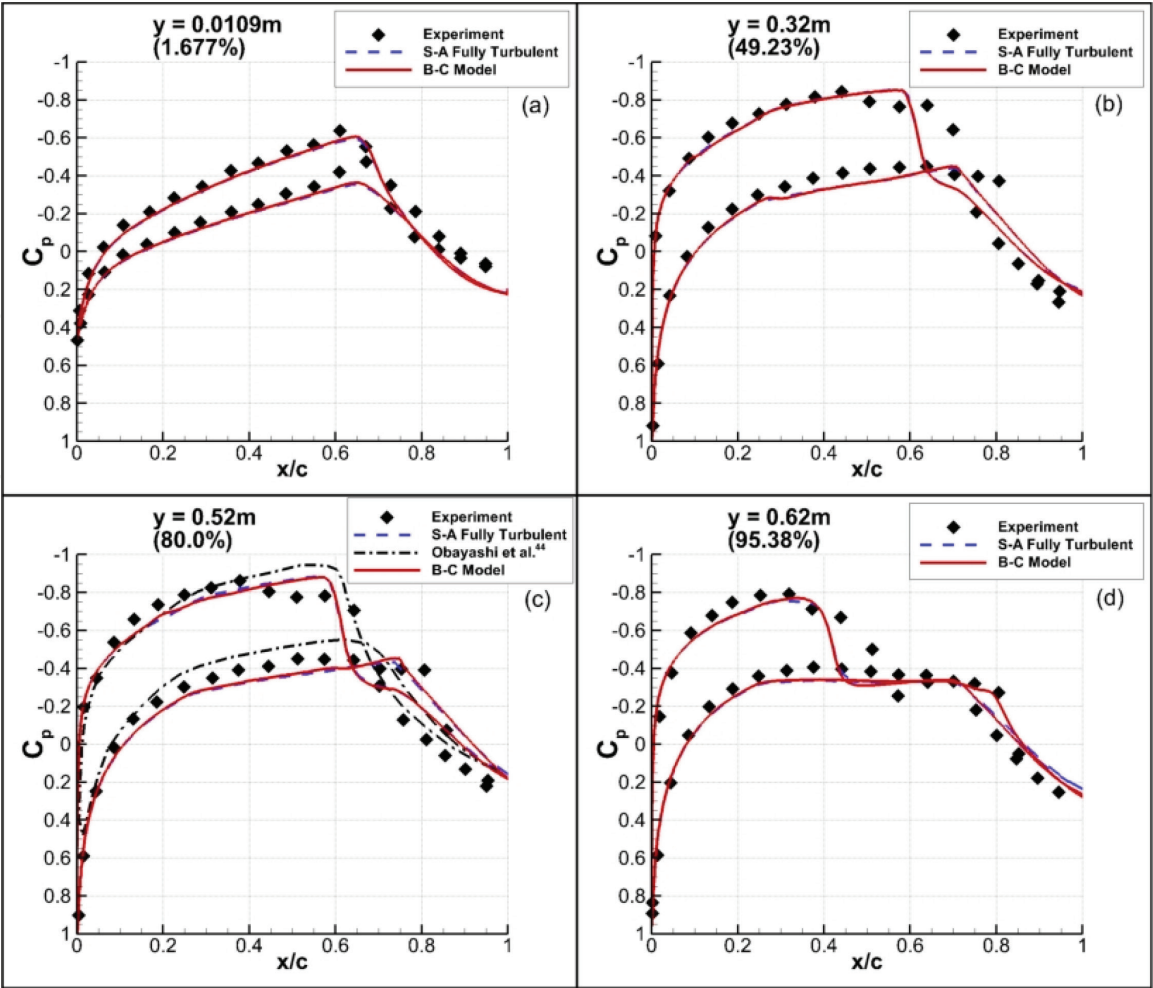 y = 0.0109m
(1.677%)
Experiment
S-A Fully Turbulent
B-C Model
(a)
-1
-0.8
-0.6
-0.4
-0.2
0
0.2
0.4
0.6
0.8
1
Cp
0
0.2
0.4
0.6
0.8
1
x/c
y = 0.32m
(49.23%)
Experiment
S-A Fully Turbulent
B-C Model
(b)
-1
-0.8
-0.6
-0.4
-0.2
0
0.2
0.4
0.6
0.8
1
Cp
0
0.2
0.4
0.6
0.8
1
x/c
y = 0.52m
(80.0%)
Experiment
S-A Fully Turbulent
Obayashi et al.44
B-C Model
(c)
-1
-0.8
-0.6
-0.4
-0.2
0
0.2
0.4
0.6
0.8
1
Cp
0
0.2
0.4
0.6
0.8
1
x/c
y = 0.62m
(95.38%)
Experiment
S-A Fully Turbulent
B-C Model
(d)
-1
-0.8
-0.6
-0.4
-0.2
0
0.2
0.4
0.6
0.8
1
Cp
0
0.2
0.4
0.6
0.8
1
x/c